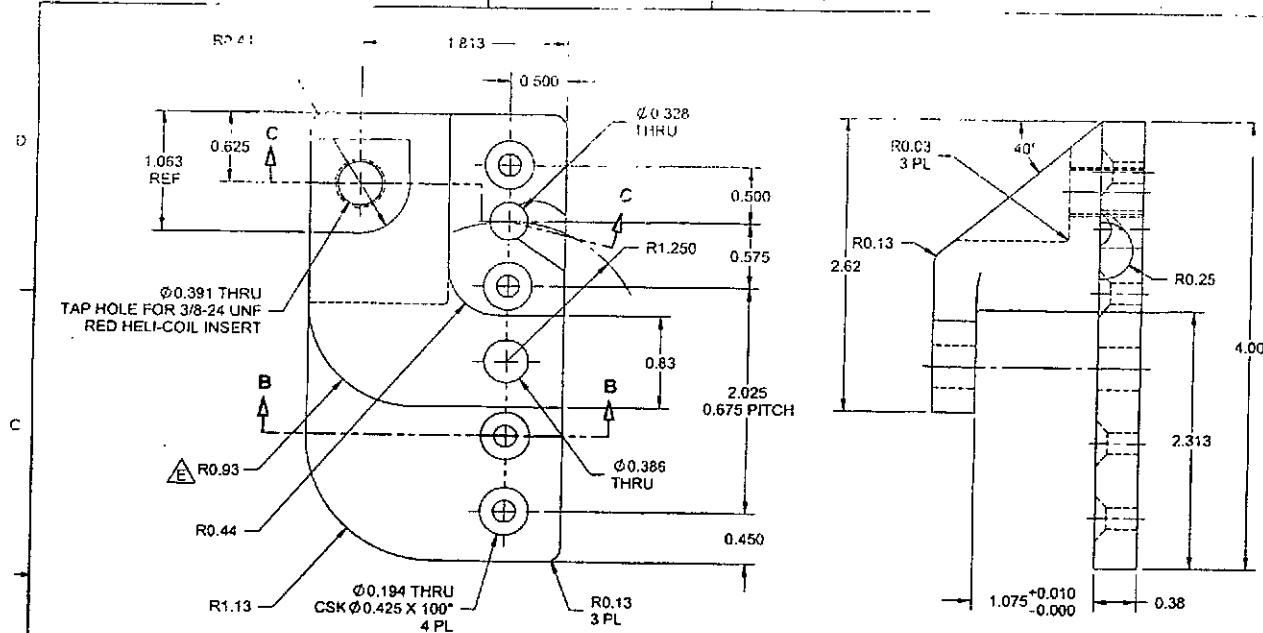 R0.41
1.813
0.500
Ø0.328
THRU
D
C
0.625
1.063
REF
0.500
C
0.575
R1.250
Ø0.391 THRU
TAP HOLE FOR 3/8-24 UNF
RED HELI-COIL INSERT
0.83
2.025
0.675 PITCH
B
B
C
E
R0.93
Ø0.386
THRU
R0.44
0.450
R1.13
Ø0.194 THRU
CSK Ø0.425 X 100°
4 PL
R0.13
3 PL
R0.03
3 PL
40°
R0.13
2.62
R0.25
4.00
2.313
1.075 +0.010
-0.000
0.38